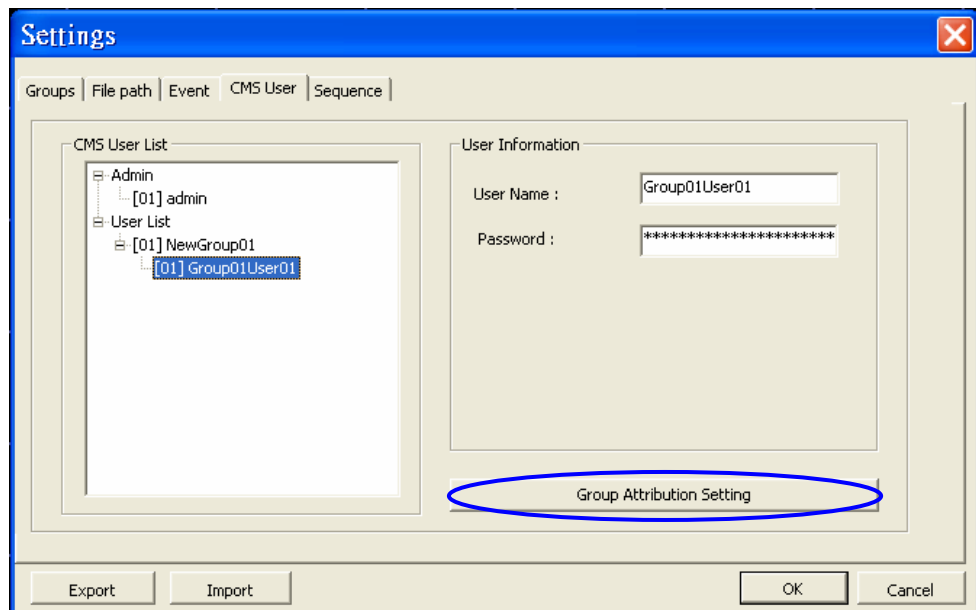 Settings
Groups
File path
Event
CMS User
Sequence
CMS User List
Admin
[01] admin
User List
[01] NewGroup01
[01] Group01User01
User Information
User Name :
Group01User01
Password :
**********************
Group Attribution Setting
Export
Import
OK
Cancel